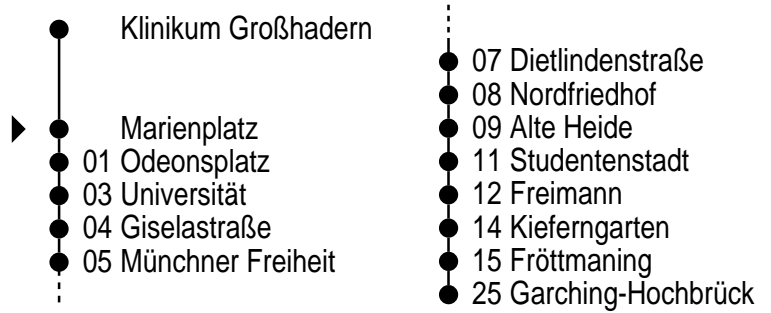 Klinikum Großhadern
Marienplatz
01 Odeonsplatz
03 Universität
04 Giselastraße
05 Münchner Freiheit
07 Dietlindenstraße
08 Nordfriedhof
09 Alte Heide
11 Studentenstadt
12 Freimann
14 Kieferngarten
15 Fröttmaning
25 Garching-Hochbrück